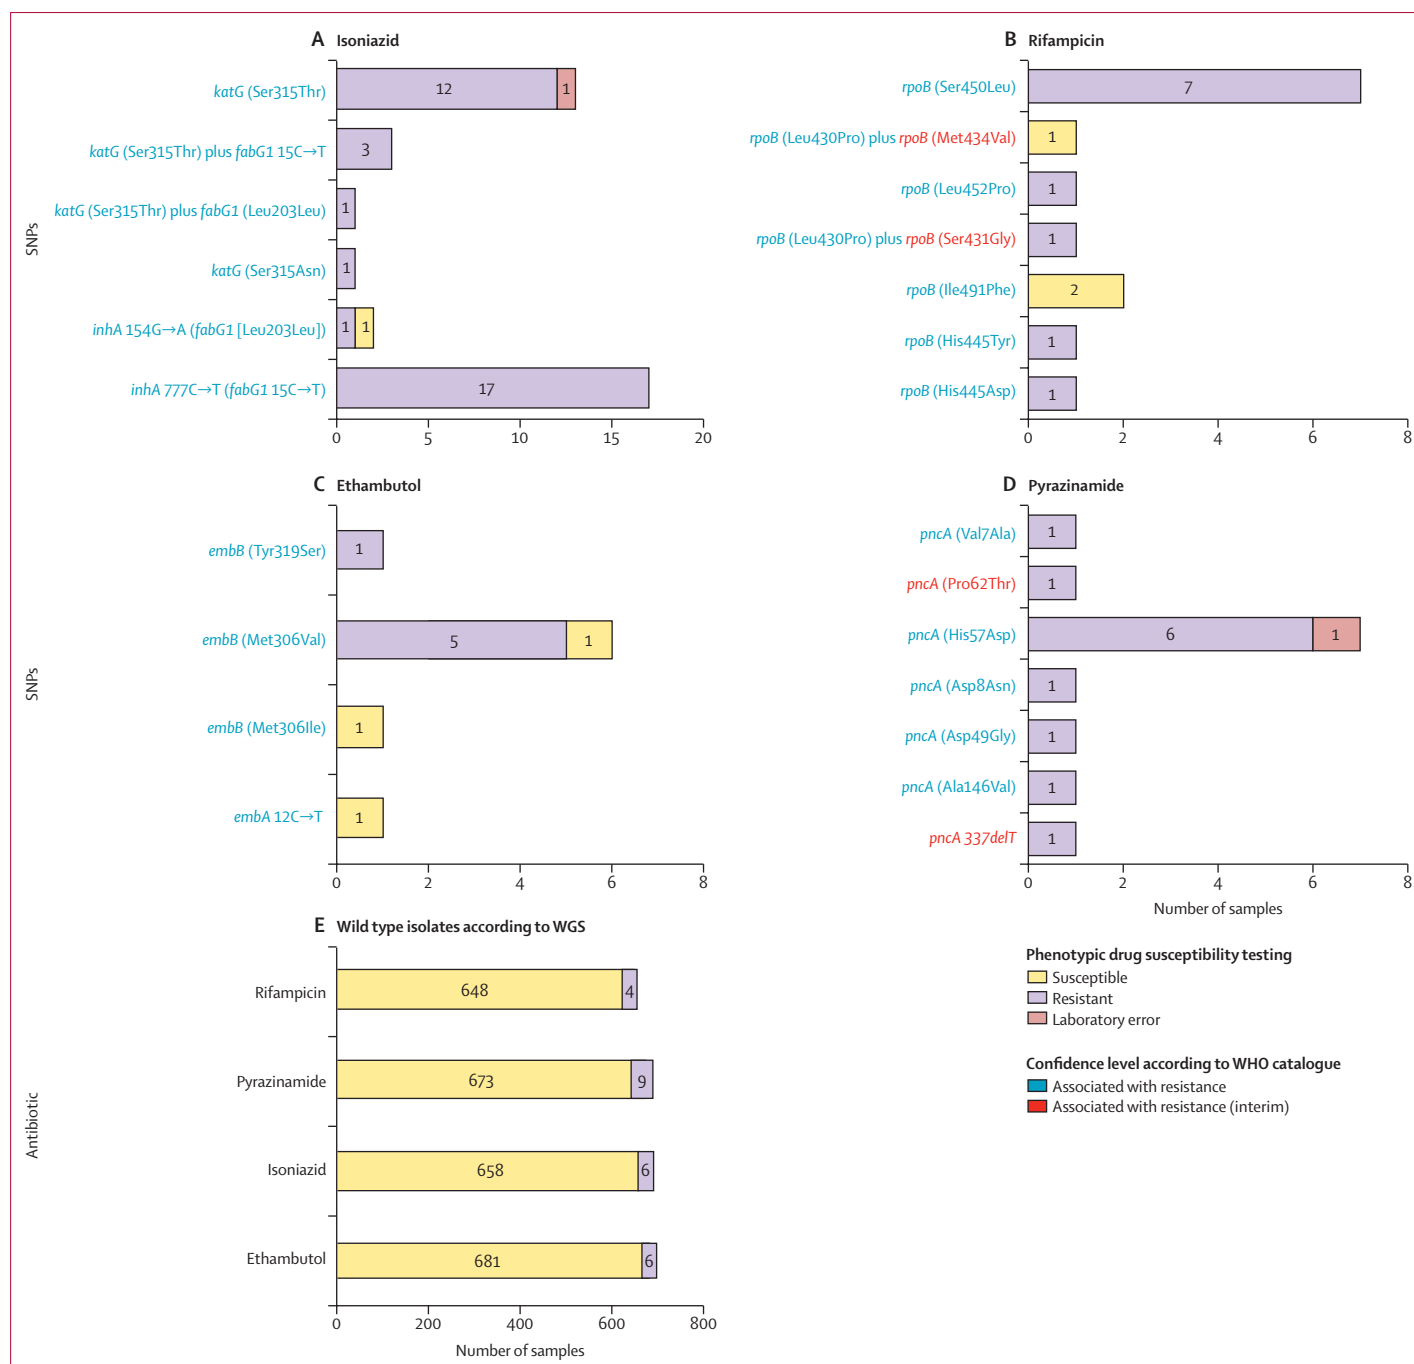 A Isoniazid
SNPs
katG (Ser315Thr)
12
1
katG (Ser315Thr) plus fabG1 15C→T
3
katG (Ser315Thr) plus fabG1 (Leu203Leu)
1
katG (Ser315Asn)
1
inhA 154G→A (fabG1 [Leu203Leu])
1
1
inhA 777C→T (fabG1 15C→T)
17
0 5 10 15 20
B Rifampicin
rpoB (Ser450Leu)
7
rpoB (Leu430Pro) plus rpoB (Met434Val)
1
rpoB (Leu452Pro)
1
rpoB (Leu430Pro) plus rpoB (Ser431Gly)
1
rpoB (Ile491Phe)
2
rpoB (His445Tyr)
1
rpoB (His445Asp)
1
0 2 4 6 8
C Ethambutol
SNPs
embB (Tyr319Ser)
1
embB (Met306Val)
5
1
embB (Met306Ile)
1
embA 12C→T
1
0 2 4 6 8
D Pyrazinamide
pncA (Val7Ala)
1
pncA (Pro62Thr)
1
pncA (His57Asp)
6
1
pncA (Asp8Asn)
1
pncA (Asp49Gly)
1
pncA (Ala146Val)
1
pncA 337delT
1
0 2 4 6 8
Number of samples
E Wild type isolates according to WGS
Antibiotic
Rifampicin
648
4
Pyrazinamide
673
9
Isoniazid
658
6
Ethambutol
681
6
0 200 400 600 800
Number of samples
Phenotypic drug susceptibility testing
Susceptible
Resistant
Laboratory error
Confidence level according to WHO catalogue
Associated with resistance
Associated with resistance (interim)